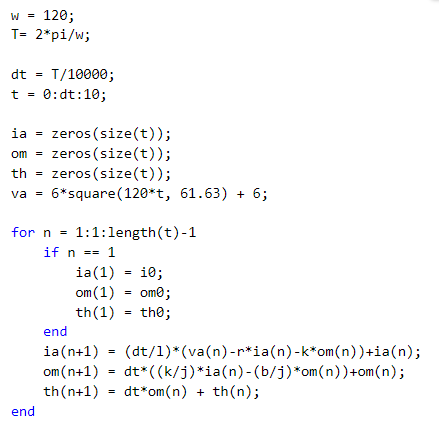 w = 120;
T= 2*pi/w;
dt = T/10000;
t = 0:dt:10;
ia = zeros(size(t));
om = zeros(size(t));
th = zeros(size(t));
va = 6*square(120*t, 61.63) + 6;
for n = 1:1:length(t)-1
if n == 1
ia(1) = i0;
om(1) = om0;
th(1) = th0;
end
ia(n+1) = (dt/l)*(va(n)-r*ia(n)-k*om(n))+ia(n);
om(n+1) = dt*((k/j)*ia(n)-(b/j)*om(n))+om(n);
th(n+1) = dt*om(n) + th(n);
end